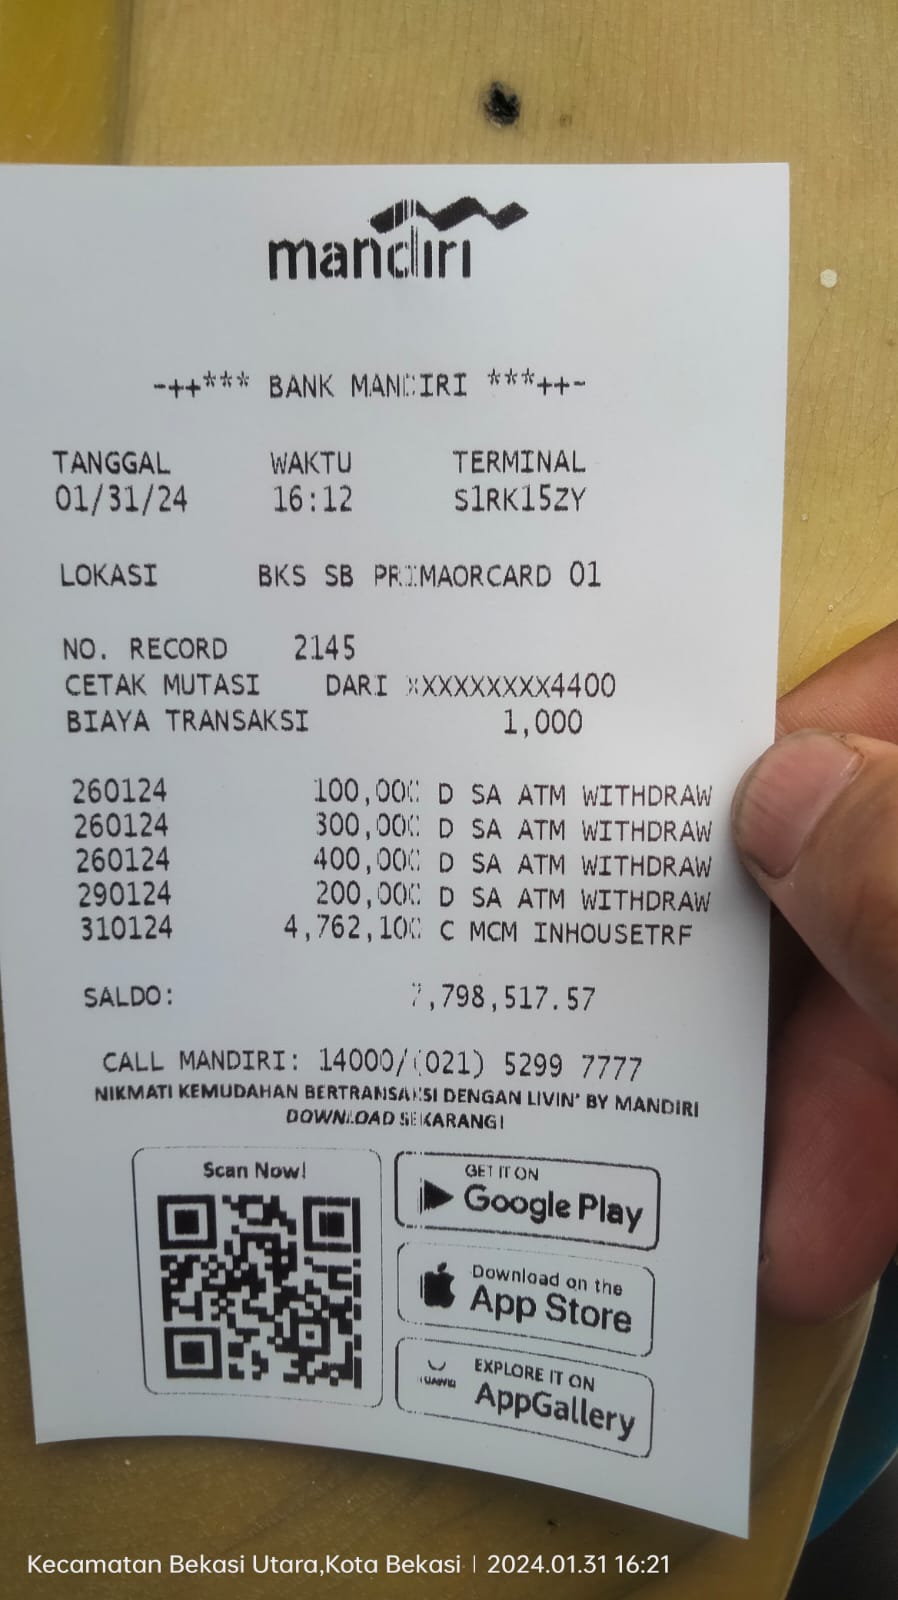 mandiri
-++*** BANK MANDIRI ***++-
TANGGAL WAKTU TERMINAL
01/31/24 16:12 S1RK15ZY
LOKASI BKS SB PRIMAORCARD 01
NO. RECORD 2145
CETAK MUTASI DARI XXXXXXXXX4400
BIAYA TRANSAKSI 1,000
260124 100,000 D SA ATM WITHDRAW
260124 300,000 D SA ATM WITHDRAW
260124 400,000 D SA ATM WITHDRAW
290124 200,000 D SA ATM WITHDRAW
310124 4,762,100 C MCM INHOUSETRF
SALDO: 7,798,517.57
CALL MANDIRI: 14000/(021) 5299 7777
NIKMATI KEMUDAHAN BERTRANSAKSI DENGAN LIVIN' BY MANDIRI
DOWNLOAD SEKARANG!
Scan Now!
GET IT ON
Google Play
Download on the
App Store
HUAWEI
EXPLORE IT ON
AppGallery
Kecamatan Bekasi Utara,Kota Bekasi | 2024.01.31 16:21